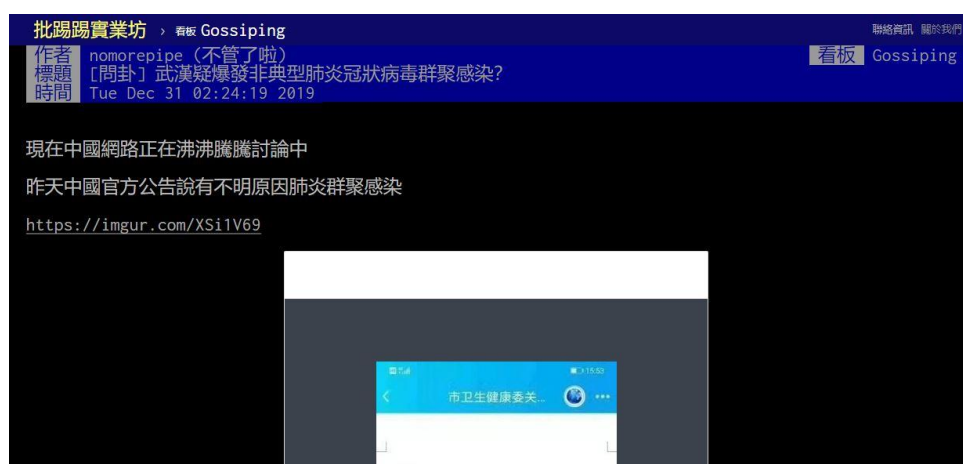 批踢踢實業坊 › 看板 Gossiping 聯絡資訊 關於我們
作者 nomorepipe (不管了啦) 看板 Gossiping
標題 [問卦] 武漢疑爆發非典型肺炎冠狀病毒群聚感染?
時間 Tue Dec 31 02:24:19 2019
現在中國網路正在沸沸騰騰討論中
昨天中國官方公告說有不明原因肺炎群聚感染
https://imgur.com/XSi1V69
15:53
市卫生健康委关...